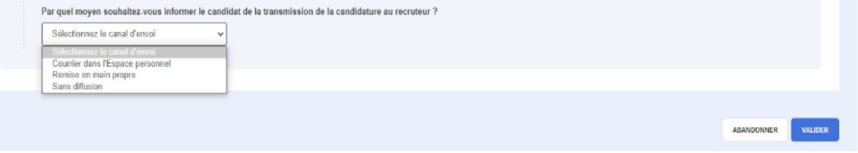 Par quel moyen souhaitez-vous informer le candidat de la transmission de la candidature au recruteur ?
Sélectionnez le canal d'envoi
Sélectionnez le canal d'envoi
Courrier dans l'Espace personnel
Remise en main propre
Sans diffusion
ABANDONNER VALIDER